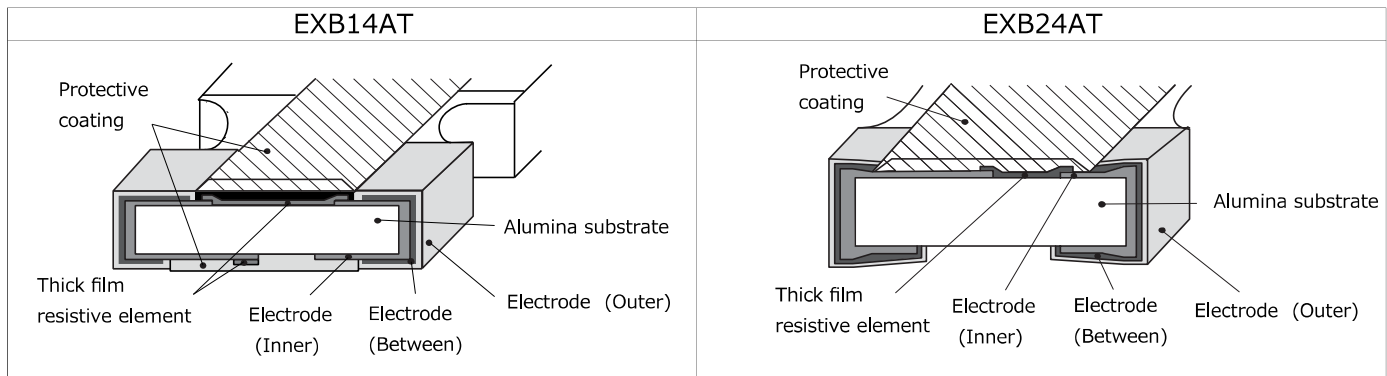 EXB14AT
Protective
coating
Alumina substrate
Thick film
resistive element
Electrode
(Inner)
Electrode
(Between)
Electrode (Outer)
EXB24AT
Protective
coating
Alumina substrate
Thick film
resistive element
Electrode
(Inner)
Electrode
(Between)
Electrode (Outer)